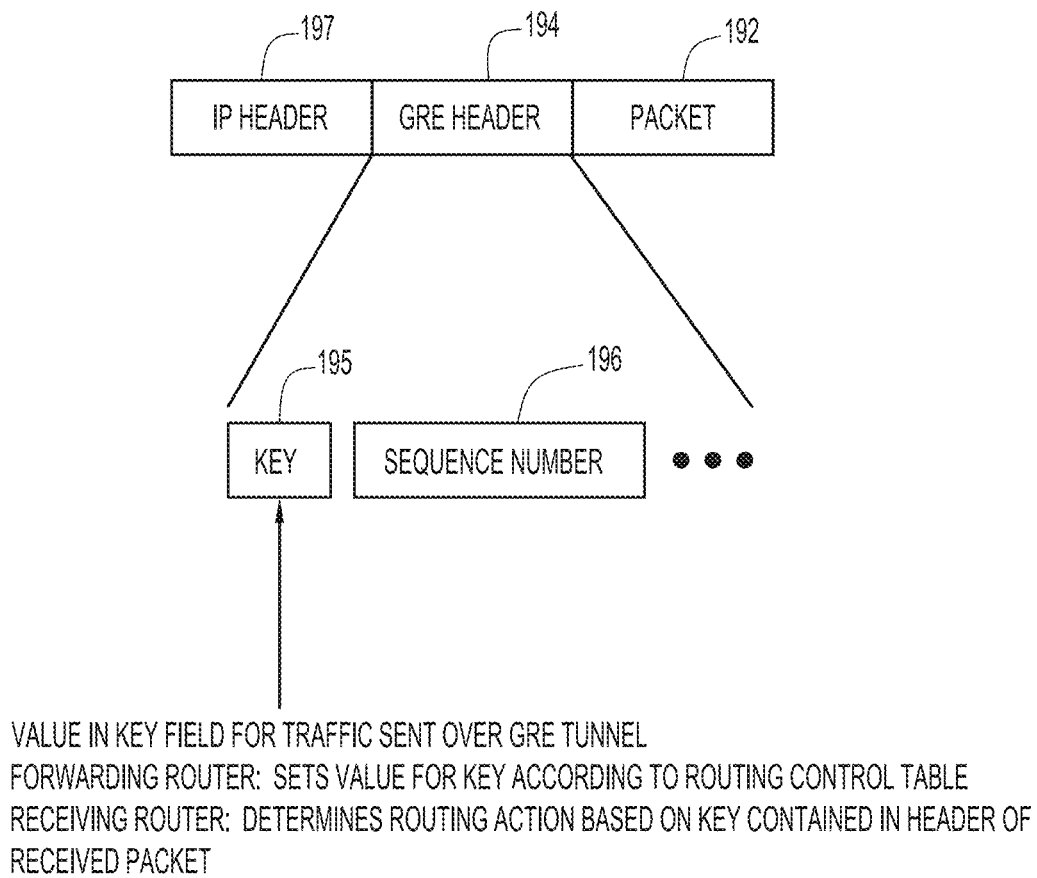 197
194
192
IP HEADER
GRE HEADER
PACKET
195
196
KEY
SEQUENCE NUMBER
VALUE IN KEY FIELD FOR TRAFFIC SENT OVER GRE TUNNEL
FORWARDING ROUTER: SETS VALUE FOR KEY ACCORDING TO ROUTING CONTROL TABLE
RECEIVING ROUTER: DETERMINES ROUTING ACTION BASED ON KEY CONTAINED IN HEADER OF
RECEIVED PACKET